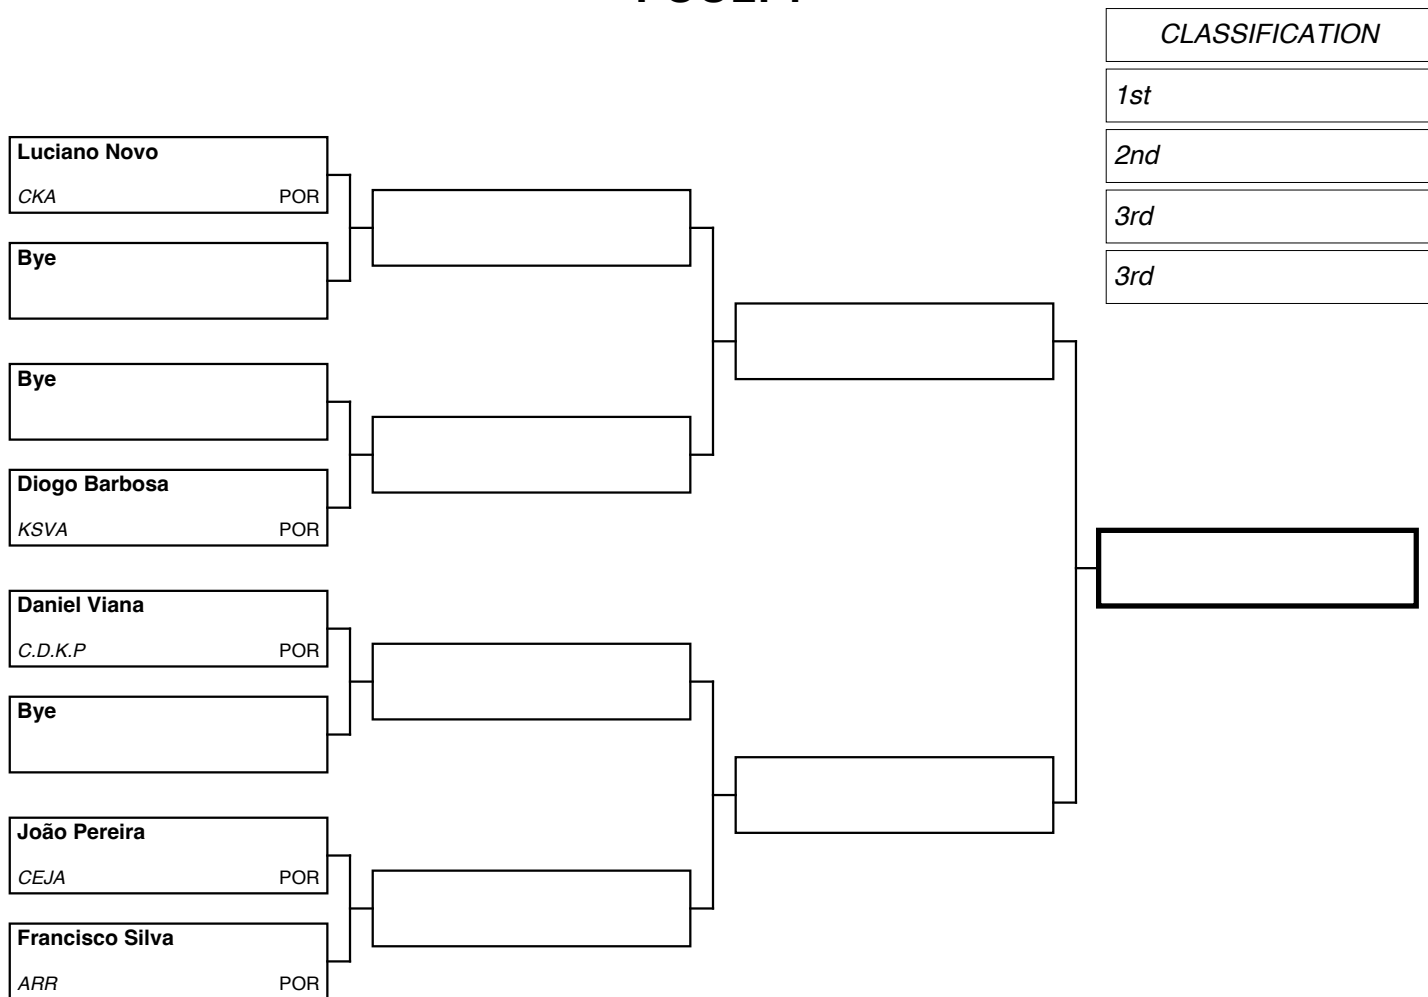 CLASSIFICATION
1st
2nd
3rd
3rd
Luciano Novo
CKA POR
Bye
Bye
Diogo Barbosa
KSVA POR
Daniel Viana
C.D.K.P POR
Bye
João Pereira
CEJA POR
Francisco Silva
ARR POR